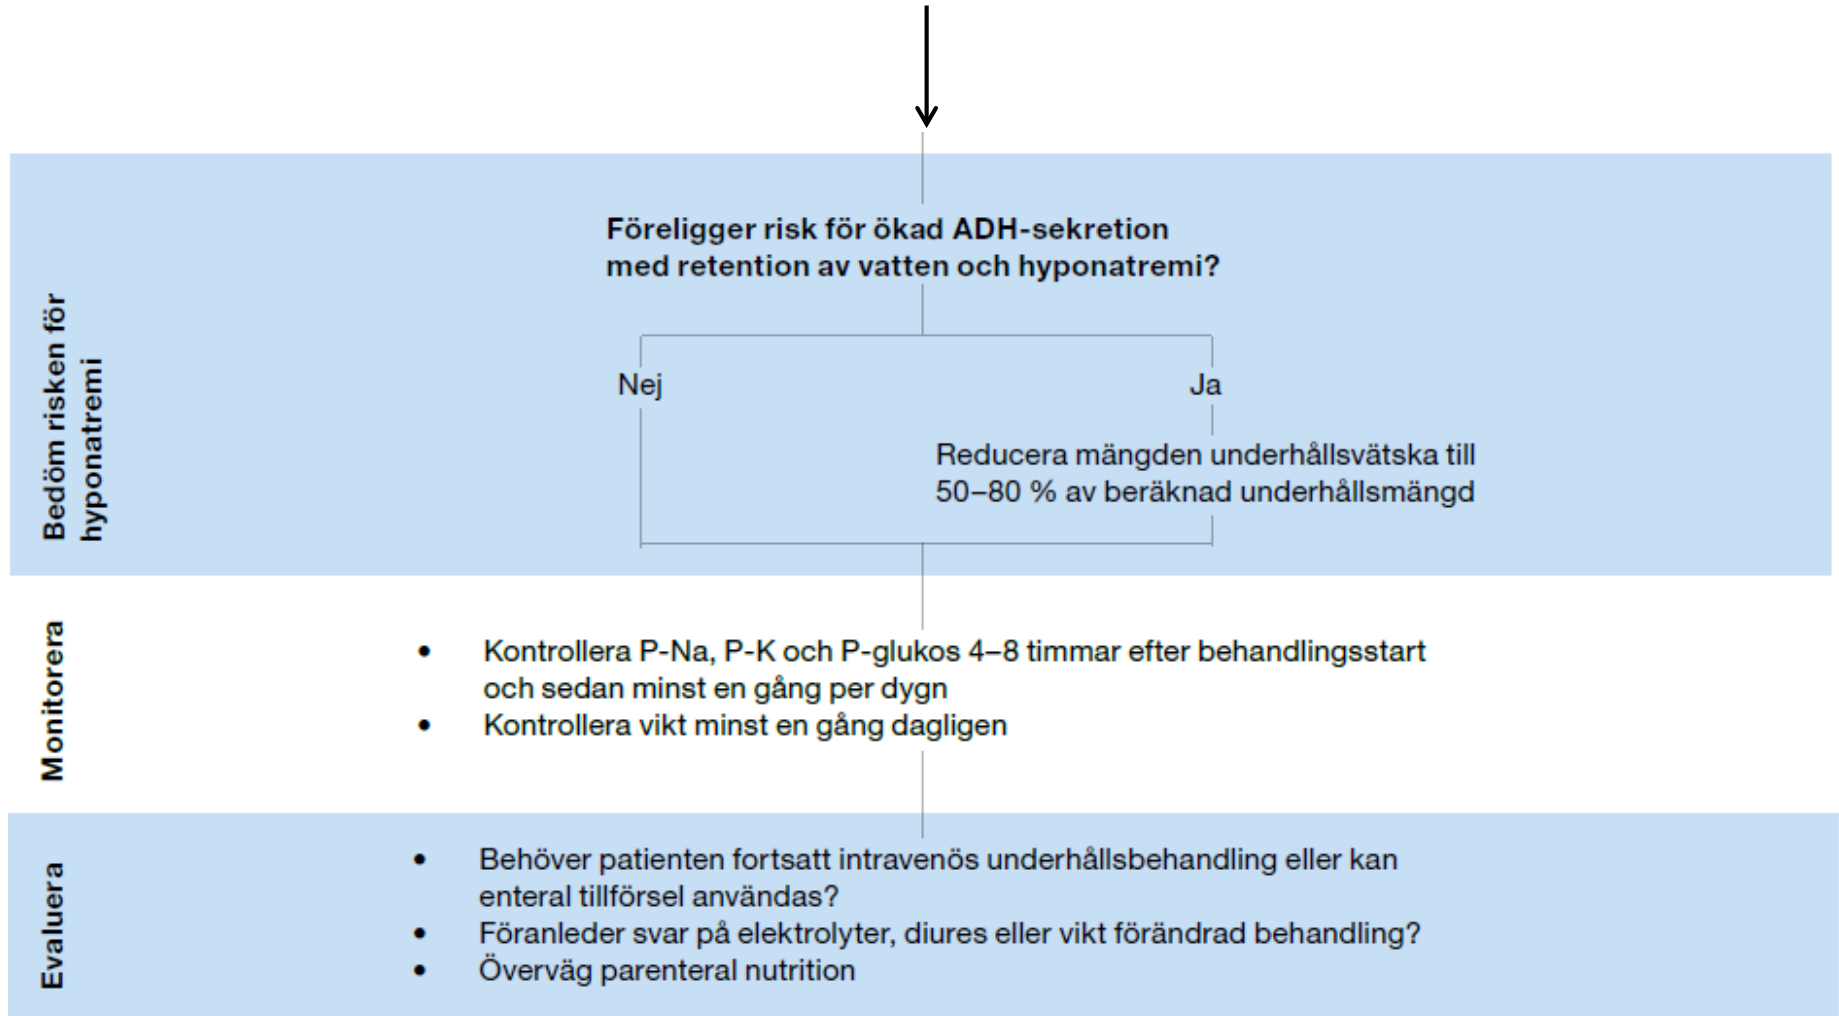 Bedöm risken för
hyponatremi
Föreligger risk för ökad ADH-sekretion
med retention av vatten och hyponatremi?
Nej
Ja
Reducera mängden underhållsvätska till
50–80 % av beräknad underhållsmängd
Monitorera
• Kontrollera P-Na, P-K och P-glukos 4–8 timmar efter behandlingsstart
och sedan minst en gång per dygn
• Kontrollera vikt minst en gång dagligen
Evaluera
• Behöver patienten fortsatt intravenös underhållsbehandling eller kan
enteral tillförsel användas?
• Föranleder svar på elektrolyter, diures eller vikt förändrad behandling?
• Överväg parenteral nutrition